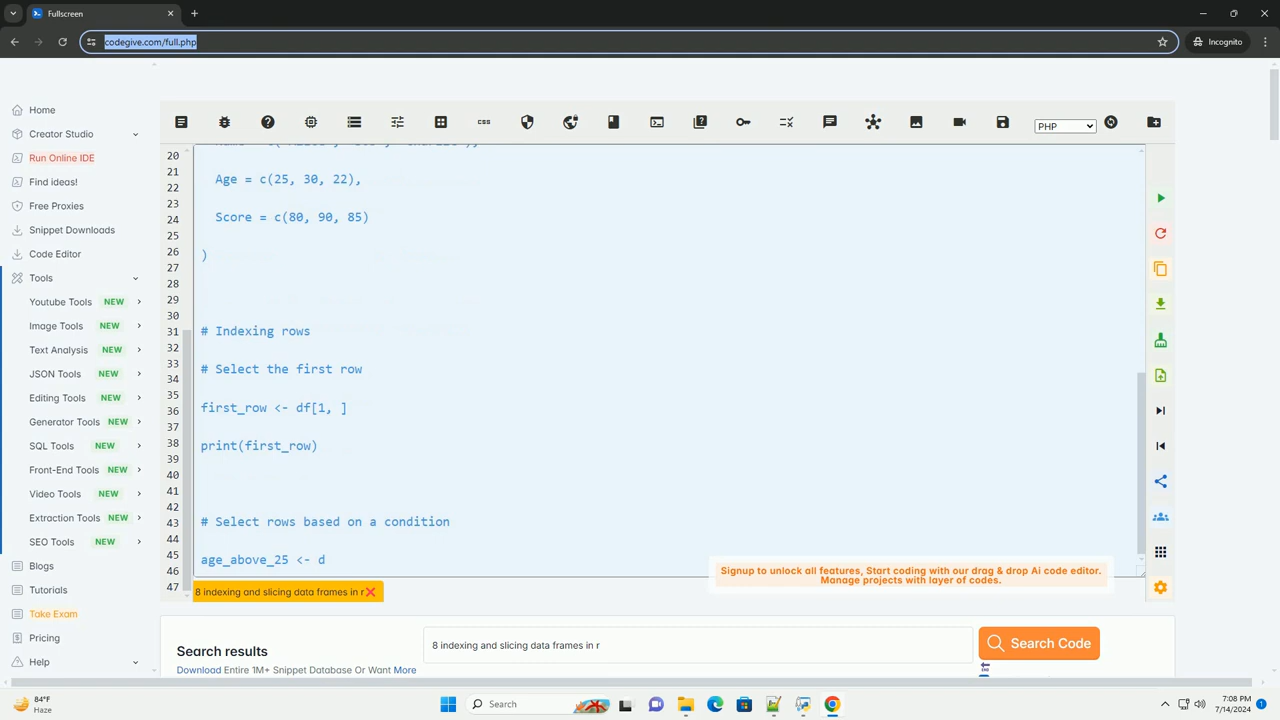 Fullscreen
codegive.com/full.php
Incognito
Home
Creator Studio
Run Online IDE
Find ideas!
Free Proxies
Snippet Downloads
Code Editor
Tools
Youtube Tools NEW
Image Tools NEW
Text Analysis NEW
JSON Tools NEW
Editing Tools NEW
Generator Tools NEW
SQL Tools NEW
Front-End Tools NEW
Video Tools NEW
Extraction Tools NEW
SEO Tools NEW
Blogs
Tutorials
Take Exam
Pricing
Help
css
PHP
20
21
22
23
24
25
26
27
28
29
30
31
32
33
34
35
36
37
38
39
40
41
42
43
44
45
46
47
Age = c(25, 30, 22),
Score = c(80, 90, 85)
)
# Indexing rows
# Select the first row
first_row <- df[1, ]
print(first_row)
# Select rows based on a condition
age_above_25 <- d
Signup to unlock all features, Start coding with our drag & drop Ai code editor.
Manage projects with layer of codes.
8 indexing and slicing data frames in r
Search results
8 indexing and slicing data frames in r
Search Code
Download Entire 1M+ Snippet Database Or Want More
84°F
Haze
Search
7:08 PM
7/14/2024